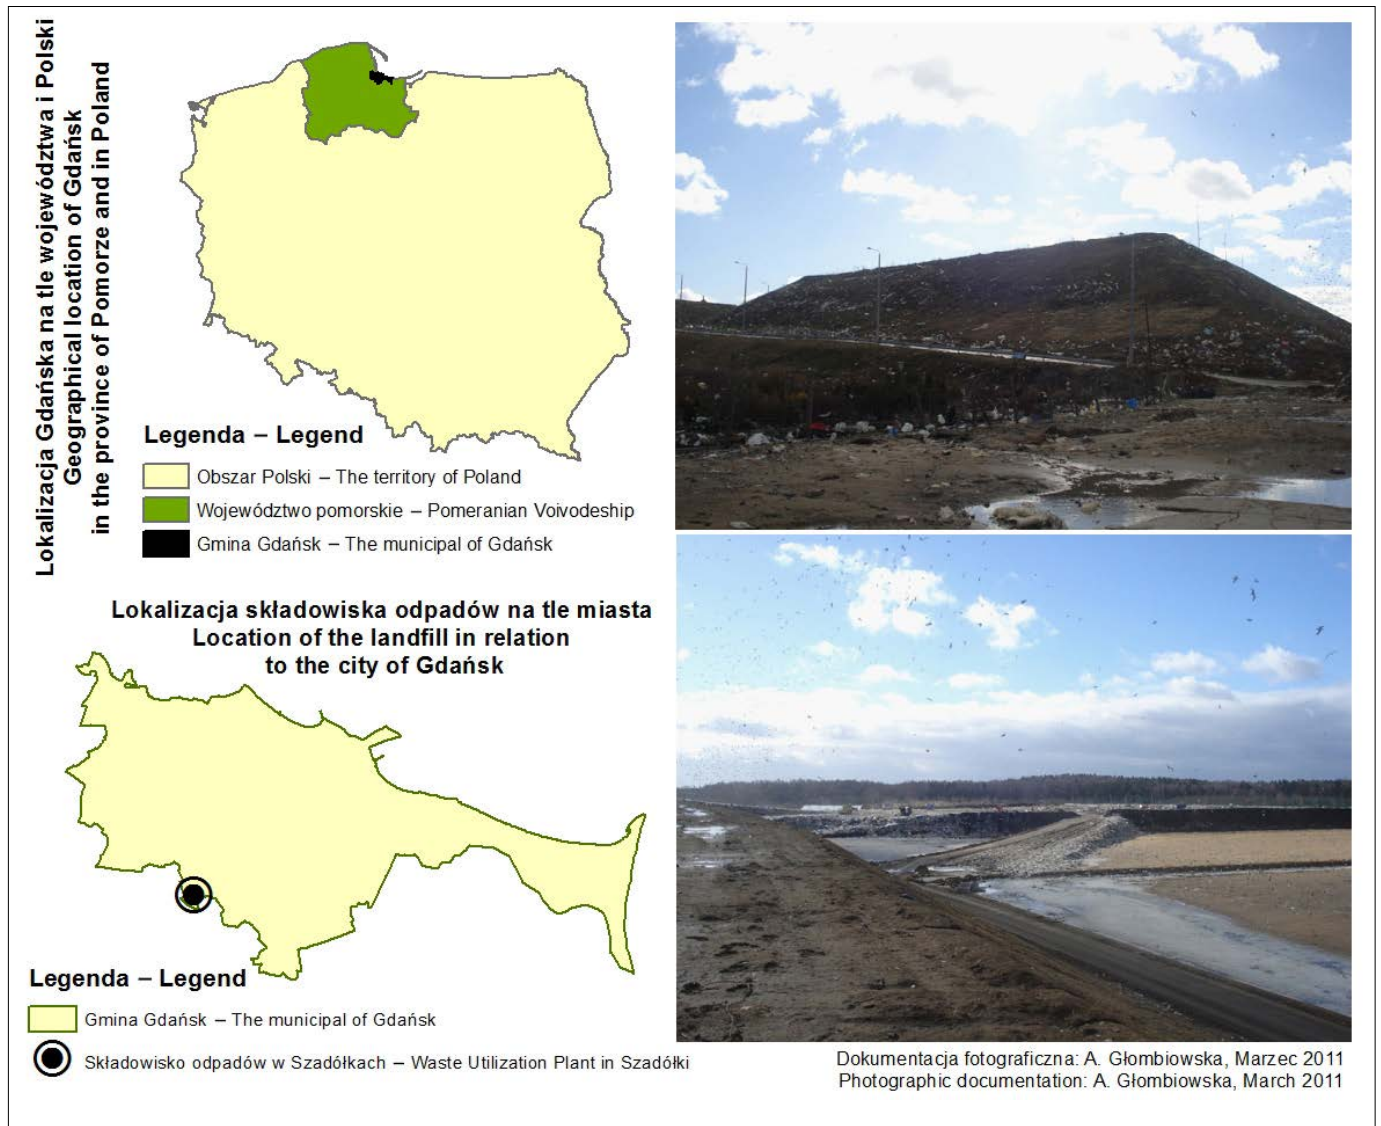 Lokalizacja Gdańska na tle województwa i Polski
Geographical location of Gdańsk
in the province of Pomorze and in Poland
Legenda – Legend
Obszar Polski – The territory of Poland
Województwo pomorskie – Pomeranian Voivodeship
Gmina Gdańsk – The municipal of Gdańsk
Lokalizacja składowiska odpadów na tle miasta
Location of the landfill in relation
to the city of Gdańsk
Legenda – Legend
Gmina Gdańsk – The municipal of Gdańsk
Składowisko odpadów w Szadółkach – Waste Utilization Plant in Szadółki
Dokumentacja fotograficzna: A. Głombiowska, Marzec 2011
Photographic documentation: A. Głombiowska, March 2011